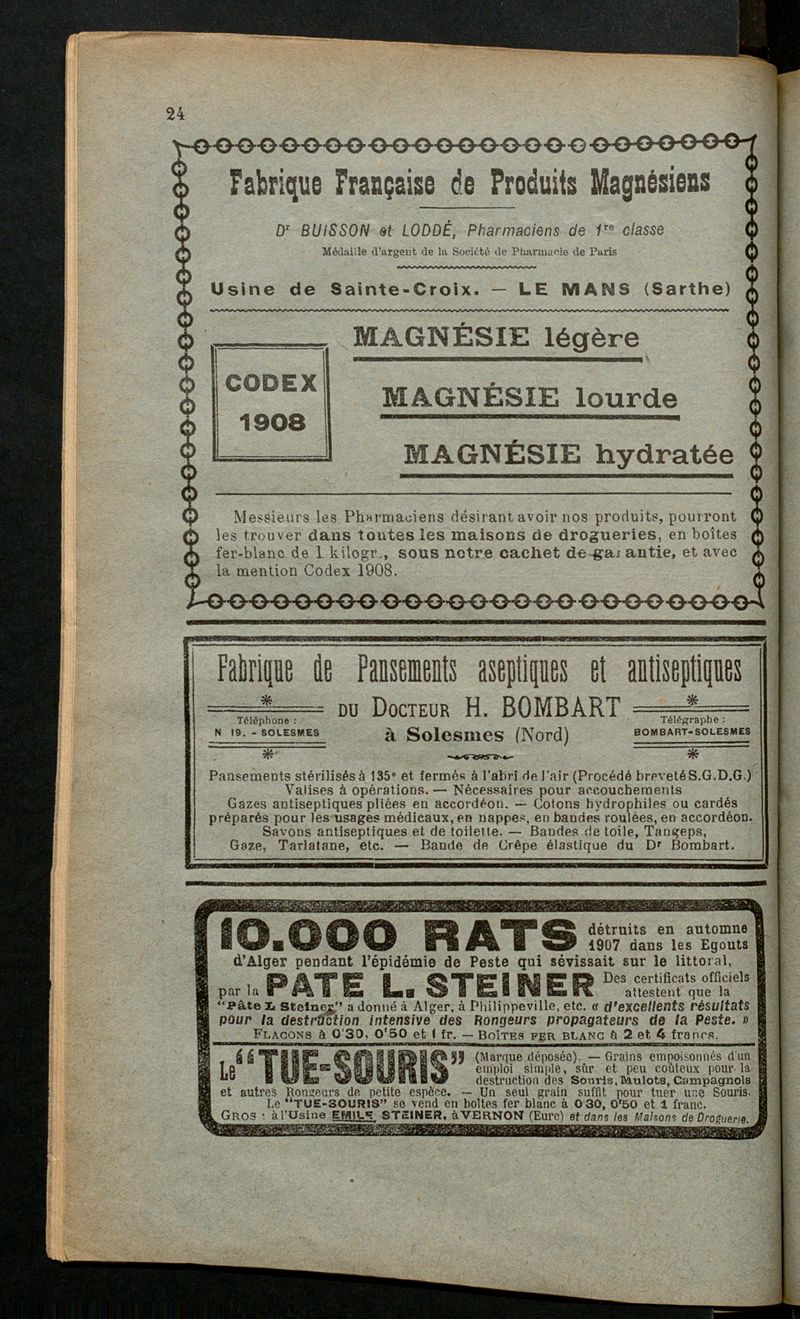 24
Fabrique Française de Produits Magnésiens
Dr BUISSON et LODDÉ, Pharmaciens de 1re classe
Médaille d'argent de la Société de Pharmacie de Paris
Usine de Sainte-Croix. — LE MANS (Sarthe)
CODEX
1908
MAGNÉSIE légère
MAGNÉSIE lourde
MAGNÉSIE hydratée
Messieurs les Pharmaciens désirant avoir nos produits, pourront
les trouver dans toutes les maisons de drogueries, en boîtes
fer-blanc de 1 kilogr., sous notre cachet de gar antie, et avec
la mention Codex 1908.
Fabrique de Pansements aseptiques et antiseptiques
DU DOCTEUR H. BOMBART
à Solesmes (Nord)
Téléphone :
N 19. - SOLESMES
Télégraphe :
BOMBART-SOLESMES
Pansements stérilisés à 135° et fermés à l'abri de l'air (Procédé breveté S.G.D.G.)
Valises à opérations. — Nécessaires pour accouchements
Gazes antiseptiques pliées en accordéon. — Cotons hydrophiles ou cardés
préparés pour les usages médicaux, en nappes, en bandes roulées, en accordéon.
Savons antiseptiques et de toilette. — Bandes de toile, Tangeps,
Gaze, Tarlatane, etc. — Bande de Crêpe élastique du Dr Bombart.
10.000 RATS détruits en automne
1907 dans les Egouts
d'Alger pendant l'épidémie de Peste qui sévissait sur le littoral,
par la PATE L. STEINER Des certificats officiels
attestent que la
"Pâte L. Steiner" a donné à Alger, à Philippeville, etc. « d'excellents résultats
pour la destruction intensive des Rongeurs propagateurs de la Peste. »
FLACONS à 0'30, 0'50 et 1 fr. — BOÎTES FER BLANC à 2 et 4 francs.
Le "TUE-SOURIS" (Marque déposée). — Grains empoisonnés d'un
emploi simple, sûr et peu coûteux pour la
destruction des Souris, Mulots, Campagnols
et autres Rongeurs de petite espèce. — Un seul grain suffit pour tuer une Souris.
Le "TUE-SOURIS" se vend en boîtes fer blanc à 0 30, 0'50 et 1 franc.
GROS : à l'Usine EMILE STEINER, à VERNON (Eure) et dans les Maisons de Droguerie.